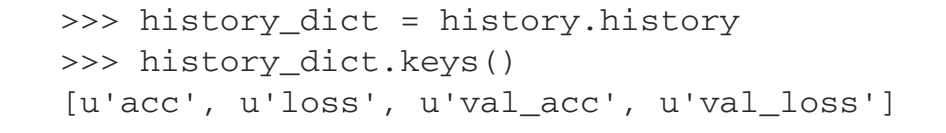 >>> history_dict = history.history
>>> history_dict.keys()
[u'acc', u'loss', u'val_acc', u'val_loss']